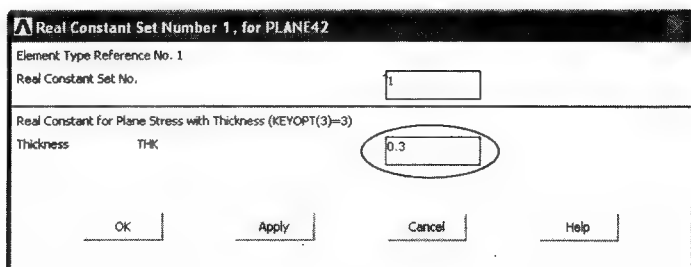 Real Constant Set Number 1, for PLANE42
Element Type Reference No. 1
Real Constant Set No. 1
Real Constant for Plane Stress with Thickness (KEYOPT(3)=3)
Thickness THK 0.3
OK Apply Cancel Help